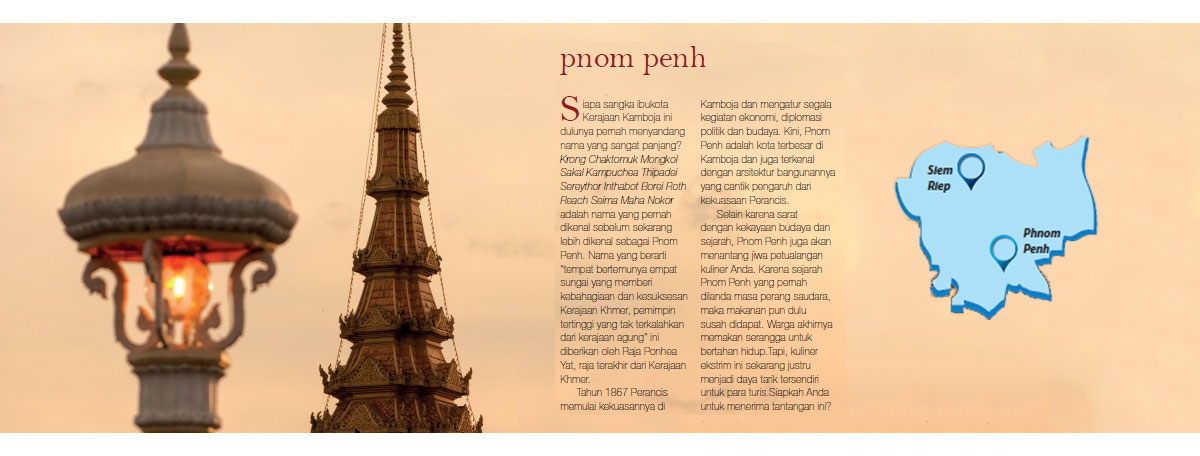 pnom penh
Siapa sangka ibukota
Kerajaan Kamboja ini
dulunya pernah menyandang
nama yang sangat panjang?
Krong Chaktomuk Mongkol
Sakal Kampuchea Thipadei
Sereythor Inthabot Borei Roth
Reach Seima Maha Nokor
adalah nama yang pernah
dikenal sebelum sekarang
lebih dikenal sebagai Pnom
Penh. Nama yang berarti
"tempat bertemunya empat
sungai yang memberi
kebahagiaan dan kesuksesan
Kerajaan Khmer, pemimpin
tertinggi yang tak terkalahkan
dari kerajaan agung" ini
diberikan oleh Raja Ponhea
Yat, raja terakhir dari Kerajaan
Khmer.
Tahun 1867 Perancis
memulai kekuasannya di
Kamboja dan mengatur segala
kegiatan ekonomi, diplomasi
politik dan budaya. Kini, Pnom
Penh adalah kota terbesar di
Kamboja dan juga terkenal
dengan arsitektur bangunannya
yang cantik pengaruh dari
kekuasaan Perancis.
Selain karena sarat
dengan kekayaan budaya dan
sejarah, Pnom Penh juga akan
menantang jiwa petualangan
kuliner Anda. Karena sejarah
Pnom Penh yang pernah
dilanda masa perang saudara,
maka makanan pun dulu
susah didapat. Warga akhirnya
memakan serangga untuk
bertahan hidup.Tapi, kuliner
ekstrim ini sekarang justru
menjadi daya tarik tersendiri
untuk para turis.Siapkah Anda
untuk menerima tantangan ini?
Siem
Riep
Phnom
Penh